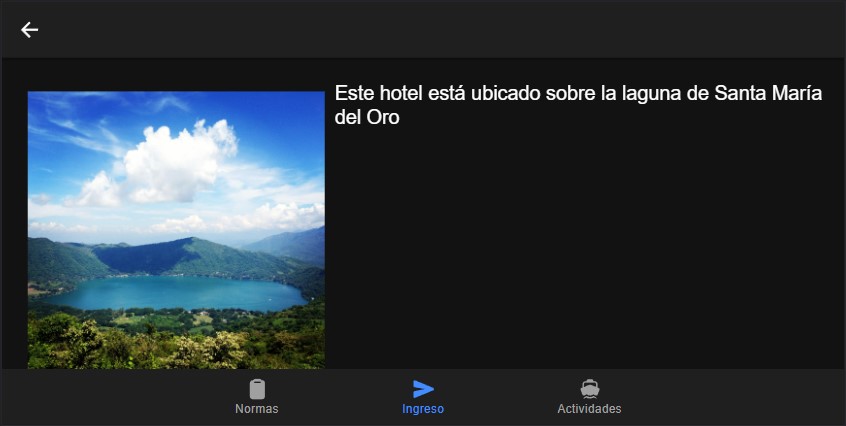 Este hotel está ubicado sobre la laguna de Santa María
del Oro
Normas
Ingreso
Actividades